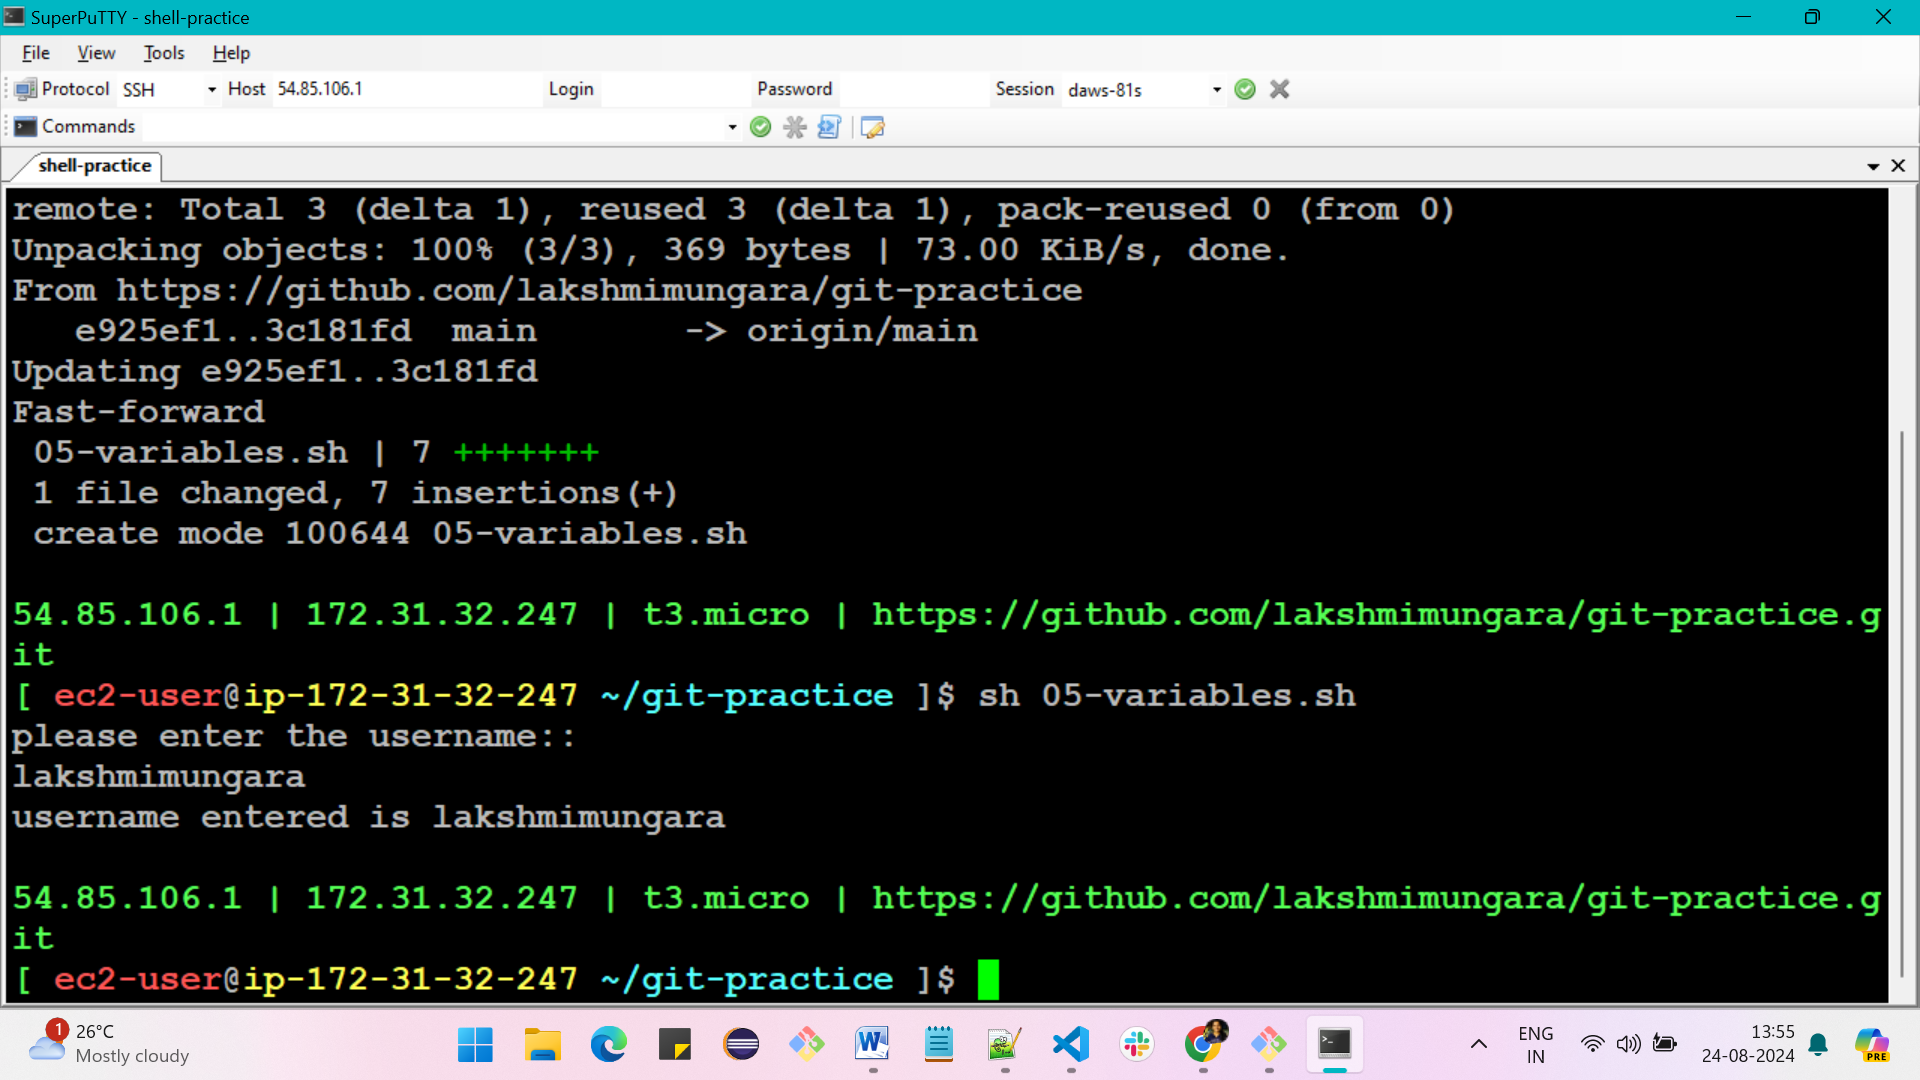 SuperPuTTY - shell-practice
File View Tools Help
Protocol SSH Host 54.85.106.1 Login Password Session daws-81s
Commands
shell-practice
remote: Total 3 (delta 1), reused 3 (delta 1), pack-reused 0 (from 0)
Unpacking objects: 100% (3/3), 369 bytes | 73.00 KiB/s, done.
From https://github.com/lakshmimungara/git-practice
   e925ef1..3c181fd  main       -> origin/main
Updating e925ef1..3c181fd
Fast-forward
 05-variables.sh | 7 +++++++
 1 file changed, 7 insertions(+)
 create mode 100644 05-variables.sh
54.85.106.1 | 172.31.32.247 | t3.micro | https://github.com/lakshmimungara/git-practice.g
it
[ ec2-user@ip-172-31-32-247 ~/git-practice ]$ sh 05-variables.sh
please enter the username::
lakshmimungara
username entered is lakshmimungara
54.85.106.1 | 172.31.32.247 | t3.micro | https://github.com/lakshmimungara/git-practice.g
it
[ ec2-user@ip-172-31-32-247 ~/git-practice ]$
1 26°C
Mostly cloudy
W
PRE
ENG
IN
13:55
24-08-2024